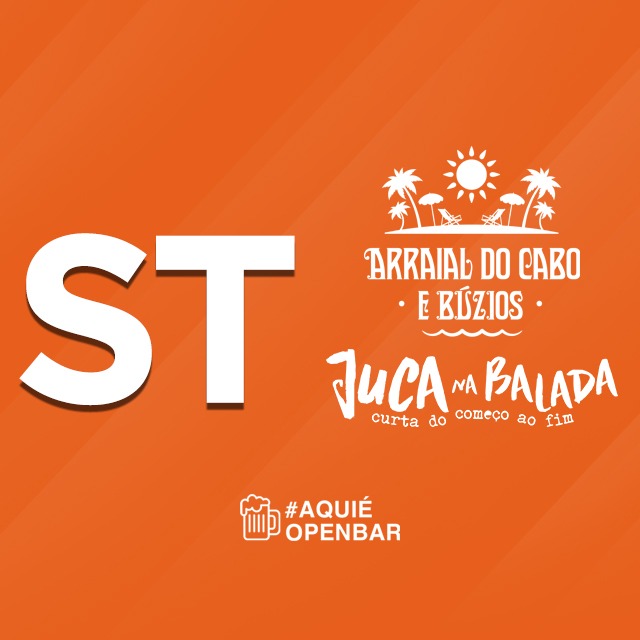 ST
ARRAIAL DO CABO
· E BÚZIOS ·
JUCA NA BALADA
curta do começo ao fim
#AQUIÉ
OPENBAR